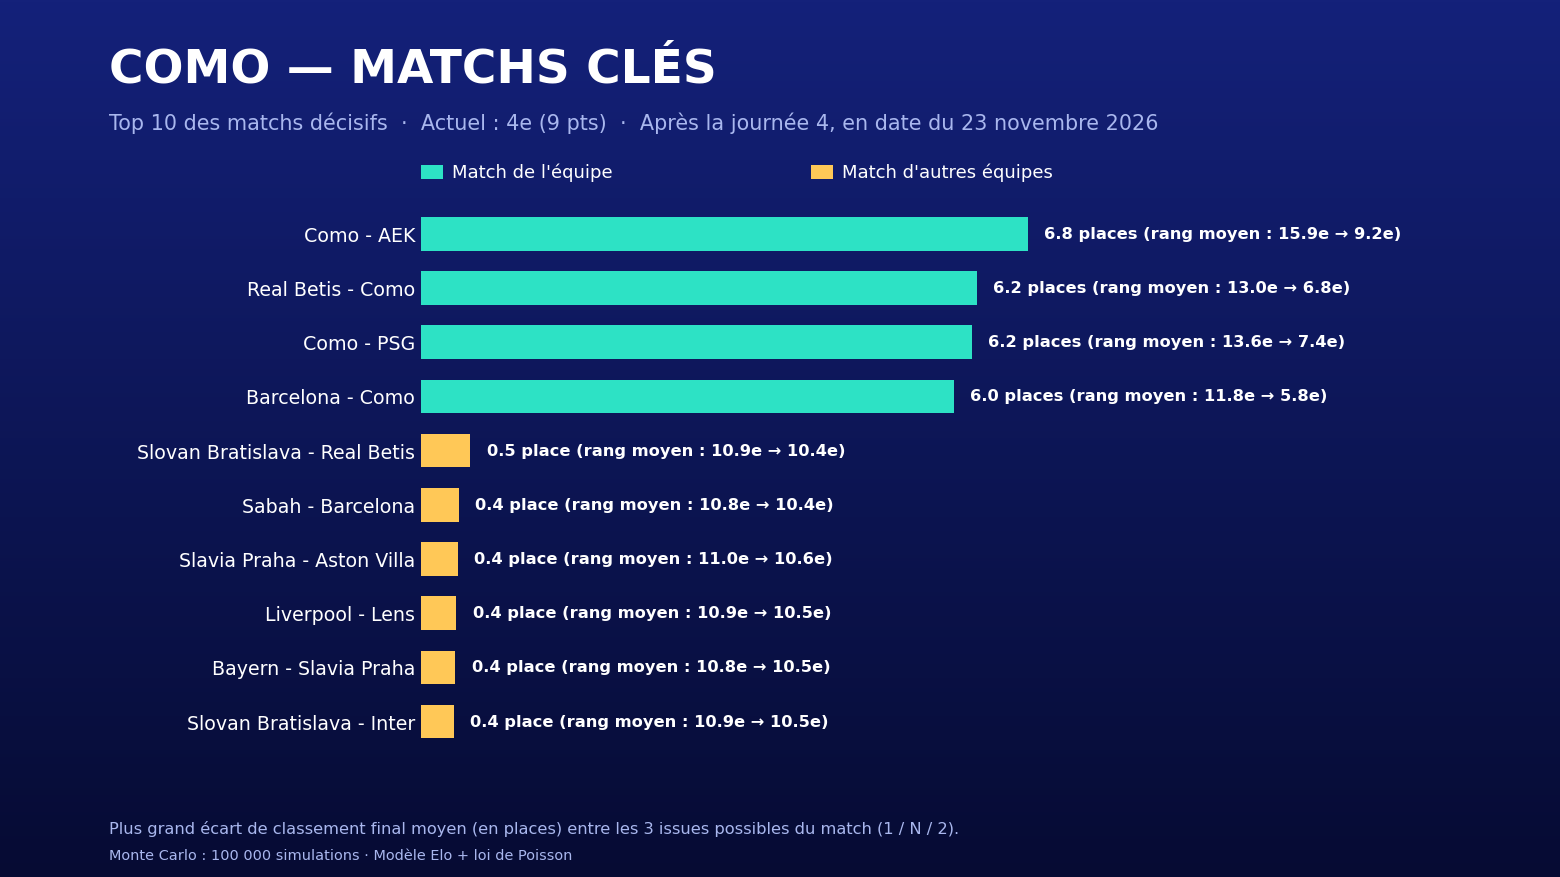 COMO — MATCHS CLÉS
Top 10 des matchs décisifs · Actuel : 4e (9 pts) · Après la journée 4, en date du 23 novembre 2026
Match de l'équipe Match d'autres équipes
Como - AEK 6.8 places (rang moyen : 15.9e → 9.2e)
Real Betis - Como 6.2 places (rang moyen : 13.0e → 6.8e)
Como - PSG 6.2 places (rang moyen : 13.6e → 7.4e)
Barcelona - Como 6.0 places (rang moyen : 11.8e → 5.8e)
Slovan Bratislava - Real Betis 0.5 place (rang moyen : 10.9e → 10.4e)
Sabah - Barcelona 0.4 place (rang moyen : 10.8e → 10.4e)
Slavia Praha - Aston Villa 0.4 place (rang moyen : 11.0e → 10.6e)
Liverpool - Lens 0.4 place (rang moyen : 10.9e → 10.5e)
Bayern - Slavia Praha 0.4 place (rang moyen : 10.8e → 10.5e)
Slovan Bratislava - Inter 0.4 place (rang moyen : 10.9e → 10.5e)
Plus grand écart de classement final moyen (en places) entre les 3 issues possibles du match (1 / N / 2).
Monte Carlo : 100 000 simulations · Modèle Elo + loi de Poisson